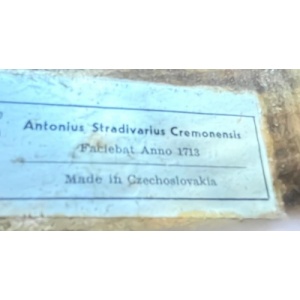 Antonius Stradivarius Cremonensis
Faciebat Anno 1713
Made in Czechoslovakia